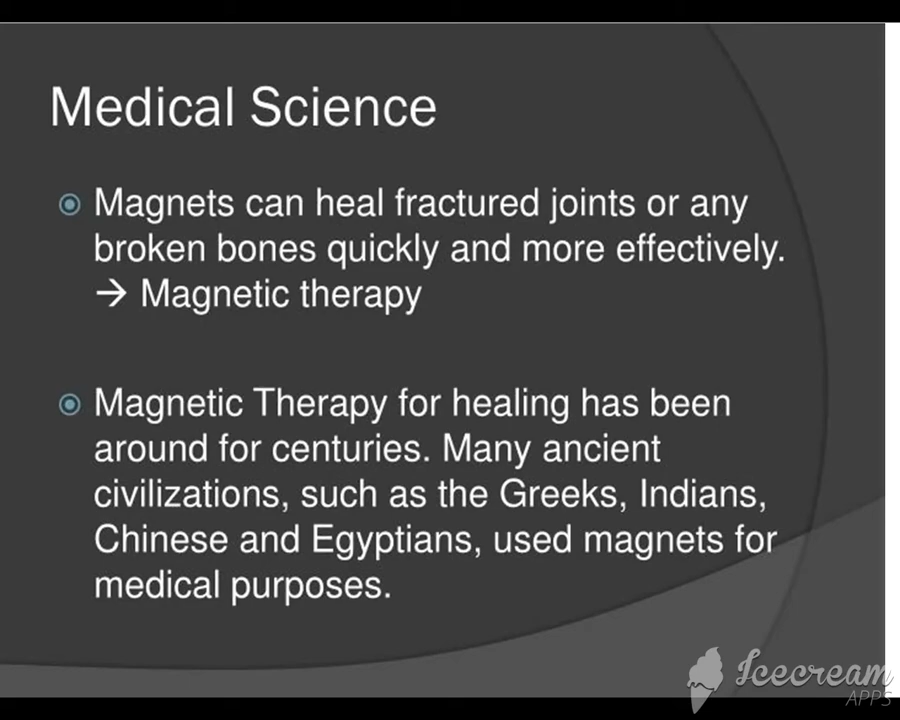 Medical Science
Magnets can heal fractured joints or any
broken bones quickly and more effectively.
→ Magnetic therapy
Magnetic Therapy for healing has been
around for centuries. Many ancient
civilizations, such as the Greeks, Indians,
Chinese and Egyptians, used magnets for
medical purposes.
Icecream
APPS